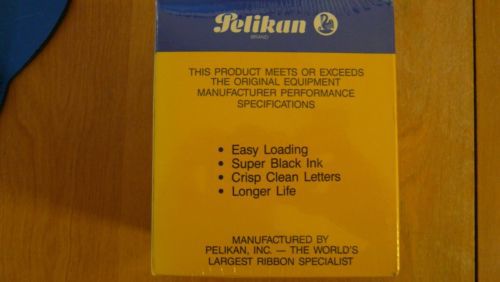 Pelikan
BRAND
THIS PRODUCT MEETS OR EXCEEDS
THE ORIGINAL EQUIPMENT
MANUFACTURER PERFORMANCE
SPECIFICATIONS
• Easy Loading
• Super Black Ink
• Crisp Clean Letters
• Longer Life
MANUFACTURED BY
PELIKAN, INC. — THE WORLD'S
LARGEST RIBBON SPECIALIST